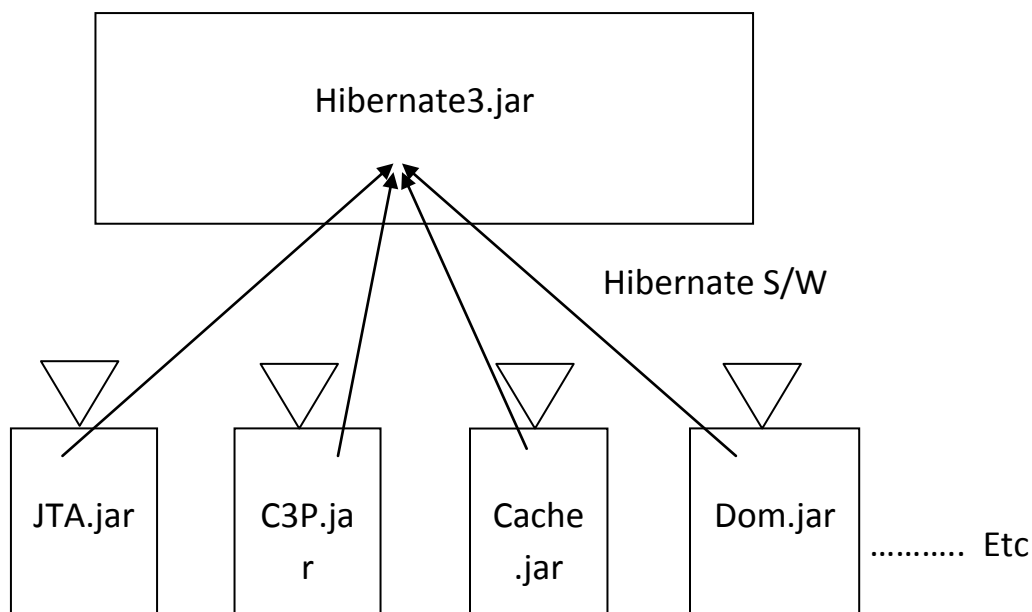 Hibernate3.jar
Hibernate S/W
JTA.jar
C3P.ja
r
Cache
.jar
Dom.jar
……….. Etc